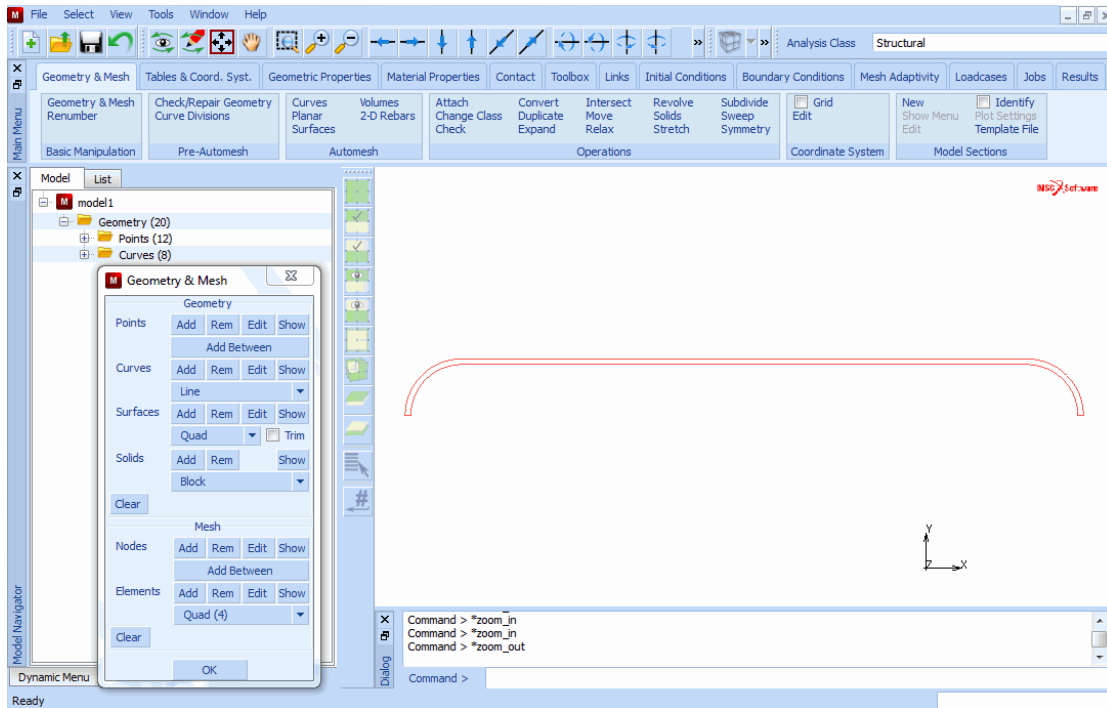 M File Select View Tools Window Help
» » Analysis Class Structural
Geometry & Mesh Tables & Coord. Syst. Geometric Properties Material Properties Contact Toolbox Links Initial Conditions Boundary Conditions Mesh Adaptivity Loadcases Jobs Results
Main Menu
Geometry & Mesh
Renumber
Basic Manipulation
Check/Repair Geometry
Curve Divisions
Pre-Automesh
Curves Volumes
Planar 2-D Rebars
Surfaces
Automesh
Attach Convert Intersect Revolve Subdivide
Change Class Duplicate Move Solids Sweep
Check Expand Relax Stretch Symmetry
Operations
Grid
Edit
Coordinate System
New Identify
Show Menu Plot Settings
Edit Template File
Model Sections
Model Navigator
Model List
M model1
Geometry (20)
Points (12)
Curves (8)
M Geometry & Mesh
Geometry
Points Add Rem Edit Show
Add Between
Curves Add Rem Edit Show
Line
Surfaces Add Rem Edit Show
Quad Trim
Solids Add Rem Show
Block
Clear
Mesh
Nodes Add Rem Edit Show
Add Between
Elements Add Rem Edit Show
Quad (4)
Clear
OK
#
MSC Software
Y
Z X
Dialog
Command > *zoom_in
Command > *zoom_in
Command > *zoom_out
Command >
Dynamic Menu
Ready